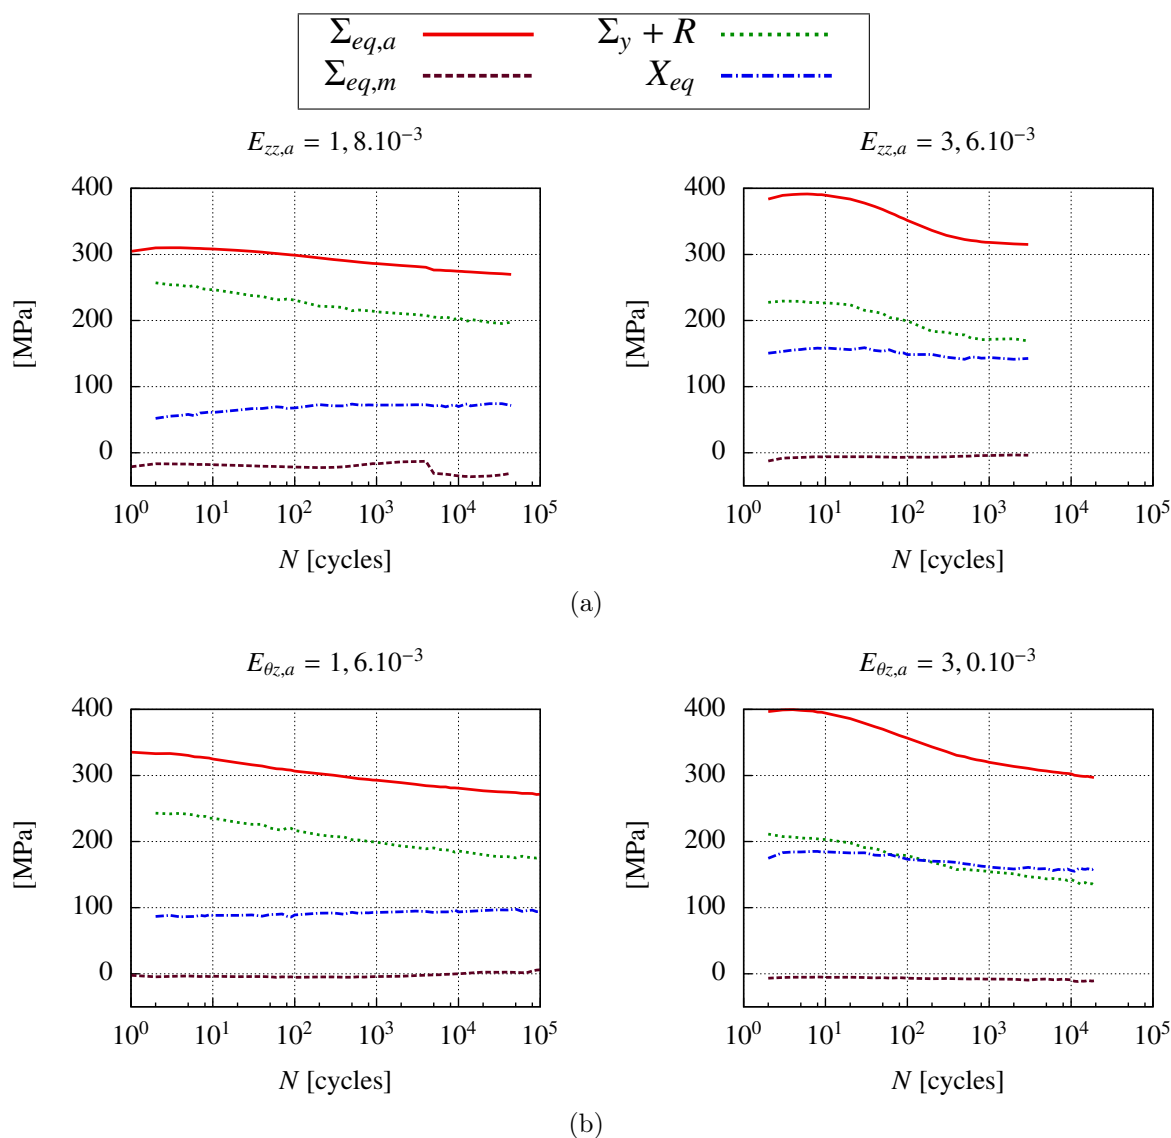 Σeq,a Σy + R
Σeq,m Xeq
Ezz,a = 1, 8.10⁻³ Ezz,a = 3, 6.10⁻³
400 400
300 300
200 200
100 100
0 0
[MPa] [MPa]
10⁰ 10¹ 10² 10³ 10⁴ 10⁵ 10⁰ 10¹ 10² 10³ 10⁴ 10⁵
N [cycles] N [cycles]
(a)
Eθz,a = 1, 6.10⁻³ Eθz,a = 3, 0.10⁻³
400 400
300 300
200 200
100 100
0 0
[MPa] [MPa]
10⁰ 10¹ 10² 10³ 10⁴ 10⁵ 10⁰ 10¹ 10² 10³ 10⁴ 10⁵
N [cycles] N [cycles]
(b)